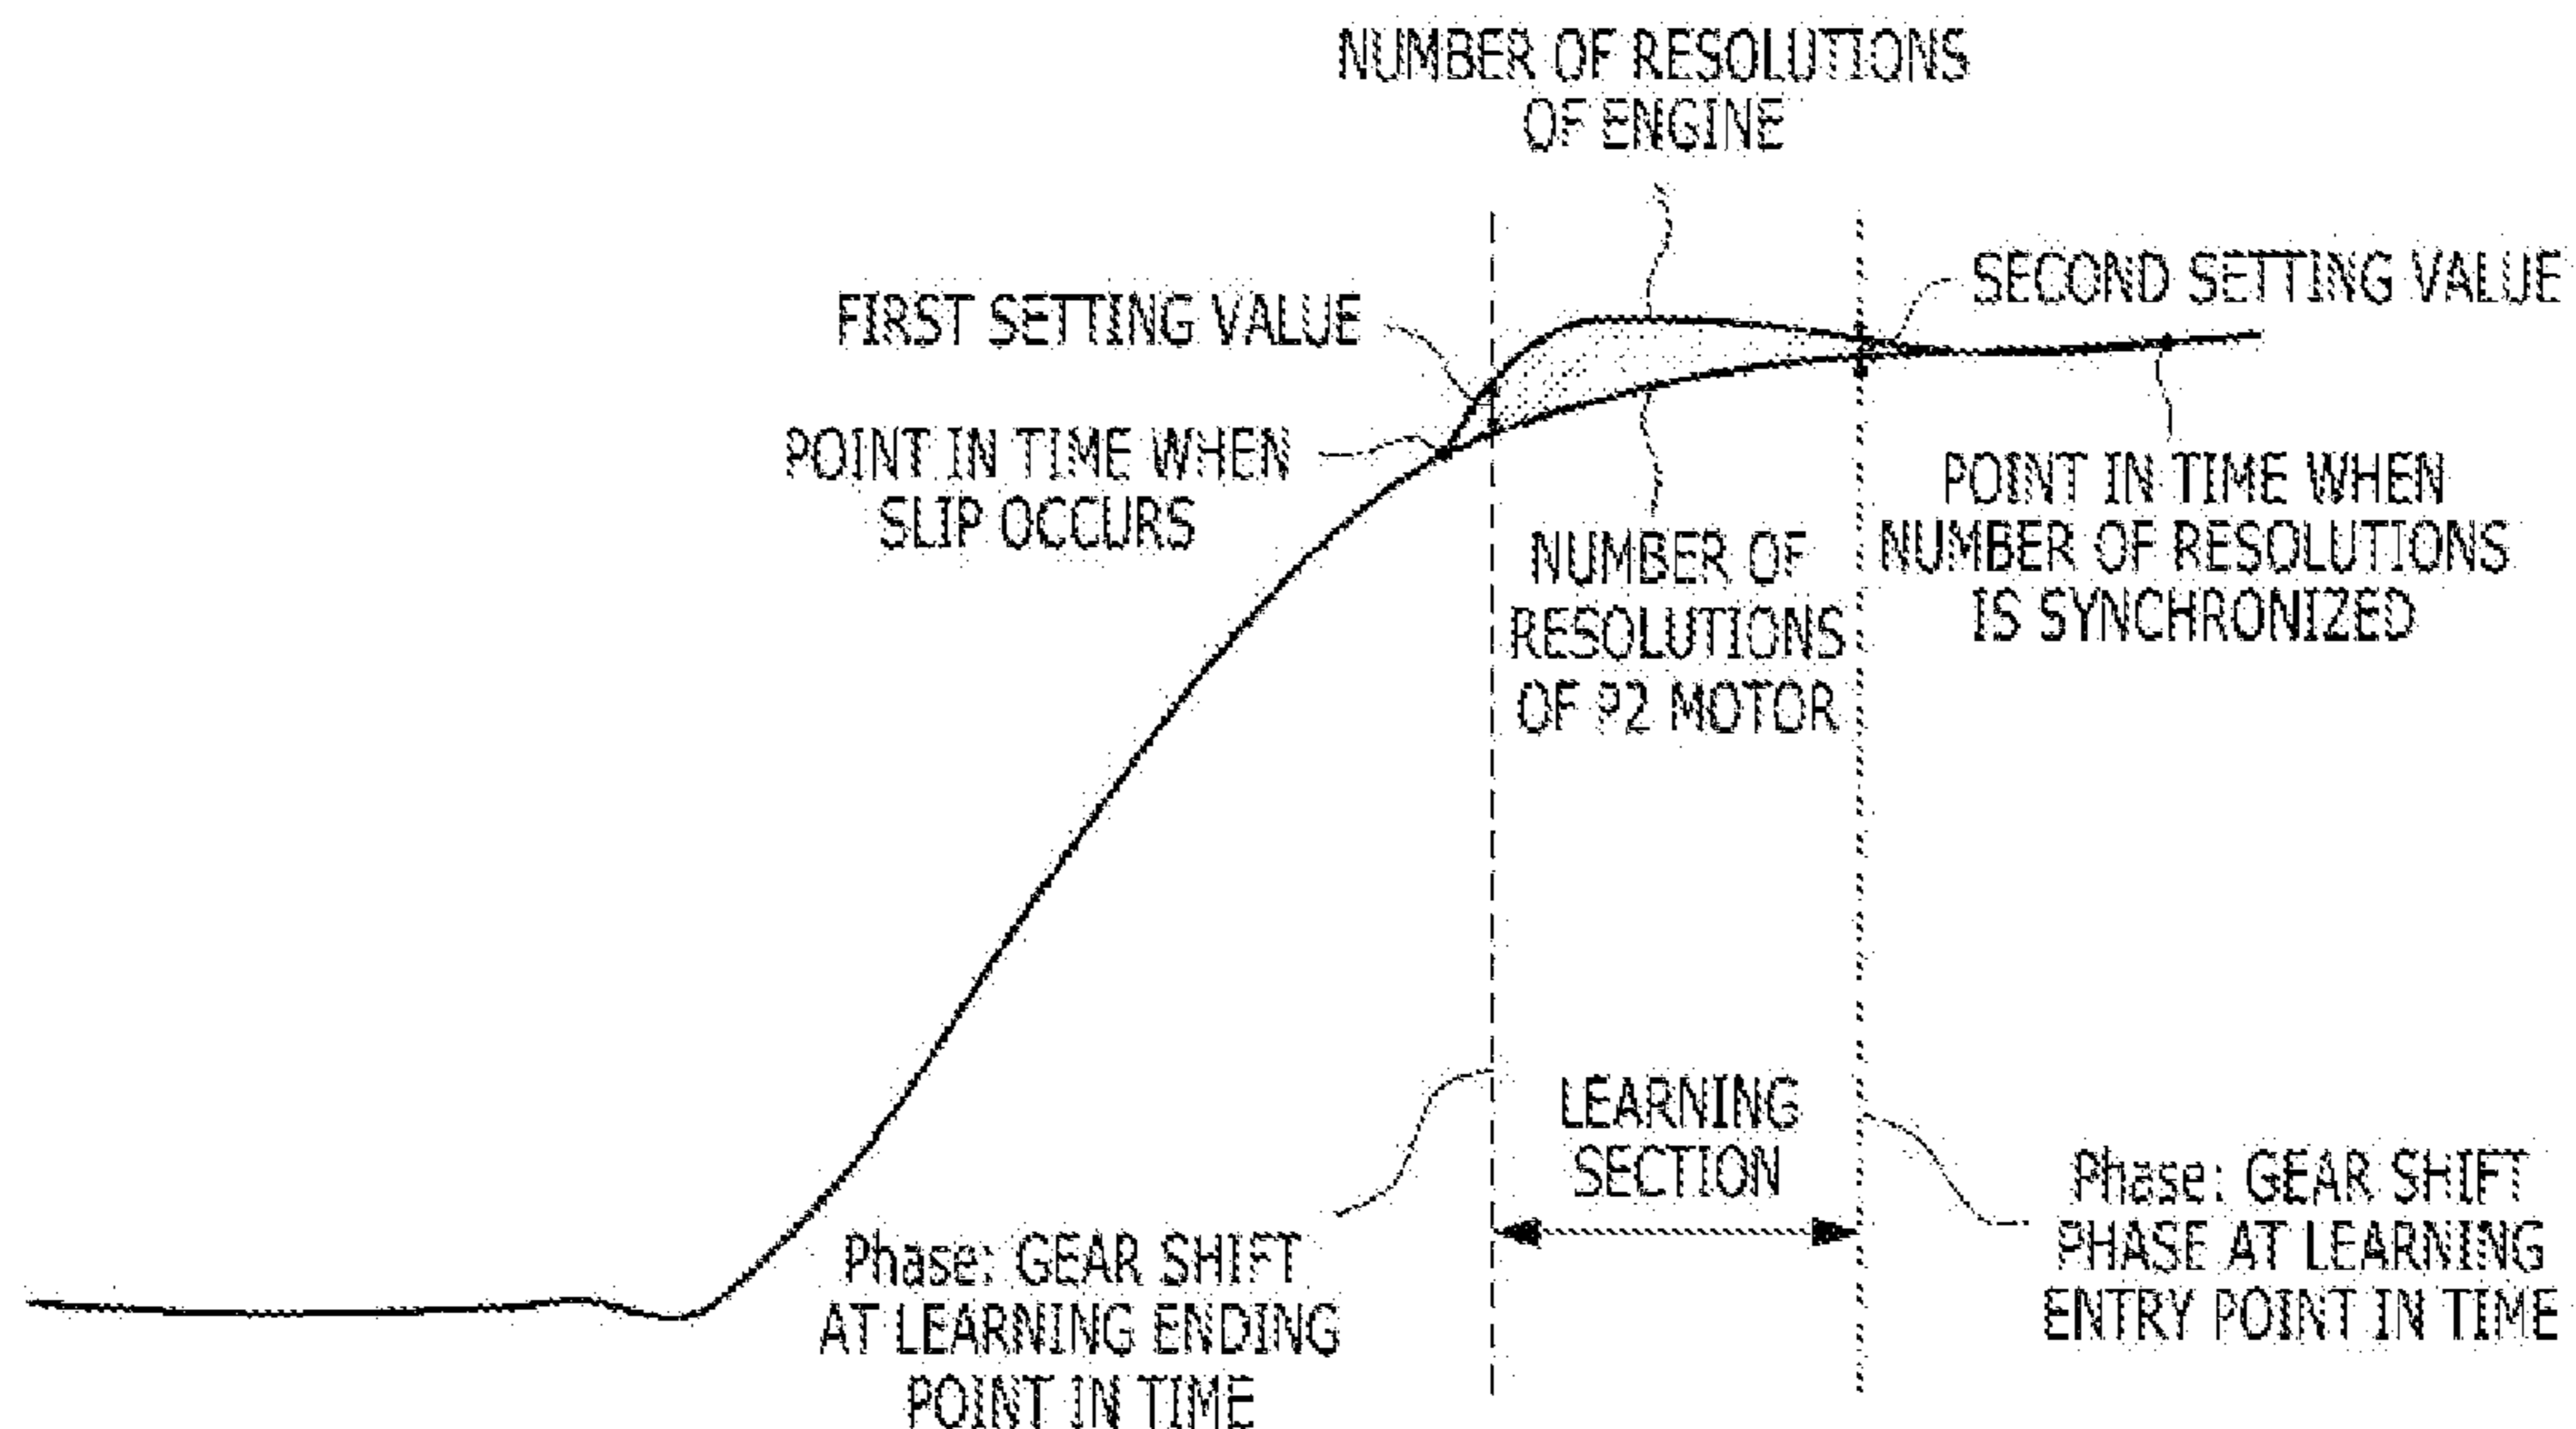 NUMBER OF RESOLUTIONS
OF ENGINE
FIRST SETTING VALUE
SECOND SETTING VALUE
POINT IN TIME WHEN
SLIP OCCURS
NUMBER OF
RESOLUTIONS
OF P2 MOTOR
POINT IN TIME WHEN
NUMBER OF RESOLUTIONS
IS SYNCHRONIZED
LEARNING
SECTION
Phase: GEAR SHIFT
AT LEARNING ENDING
POINT IN TIME
Phase: GEAR SHIFT
PHASE AT LEARNING
ENTRY POINT IN TIME